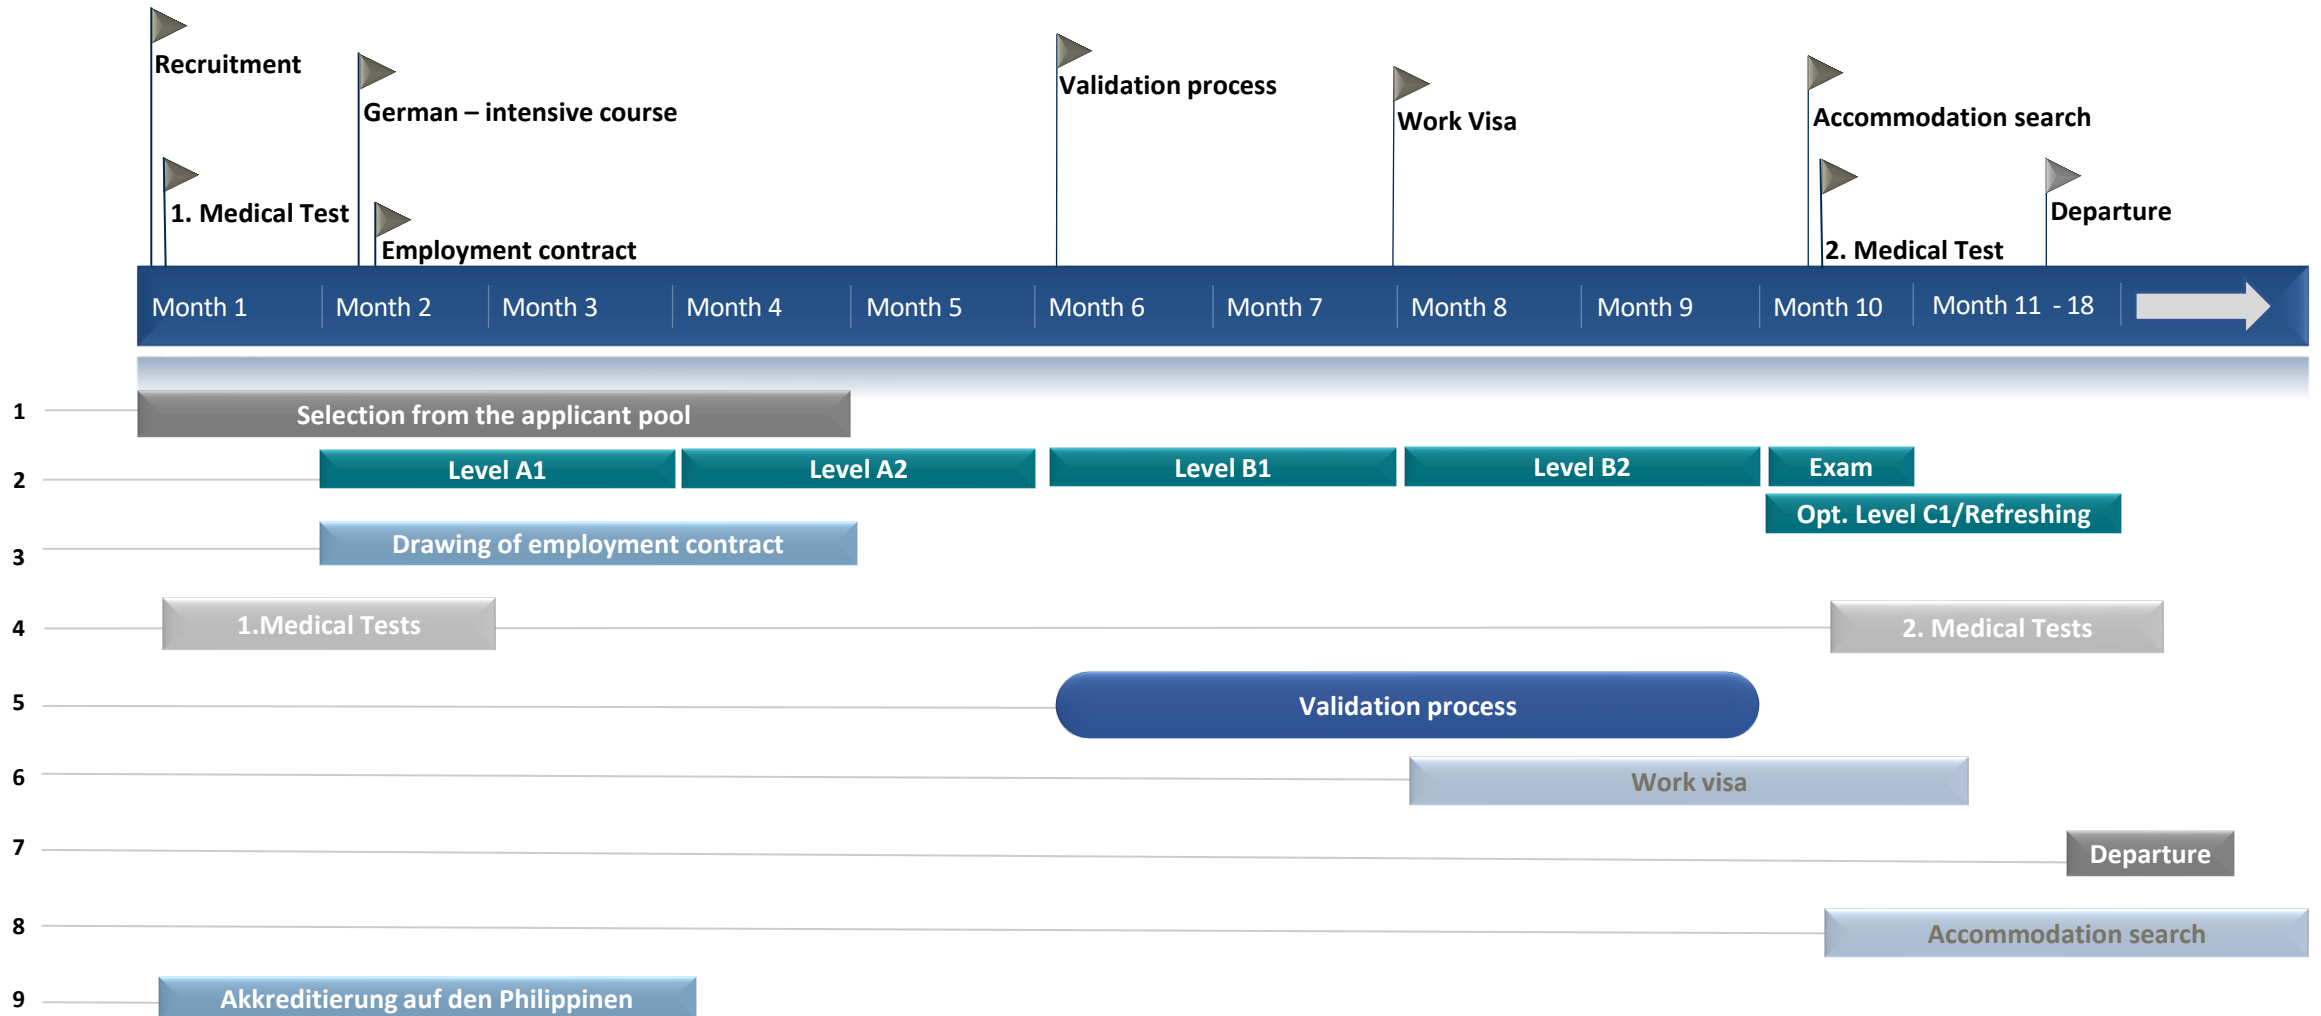 Recruitment
German – intensive course
Validation process
Work Visa
Accommodation search
1. Medical Test
Employment contract
2. Medical Test
Departure
Month 1
Month 2
Month 3
Month 4
Month 5
Month 6
Month 7
Month 8
Month 9
Month 10
Month 11 - 18
1
Selection from the applicant pool
2
Level A1
Level A2
Level B1
Level B2
Exam
Opt. Level C1/Refreshing
3
Drawing of employment contract
4
1.Medical Tests
2. Medical Tests
5
Validation process
6
Work visa
7
Departure
8
Accommodation search
9
Akkreditierung auf den Philippinen